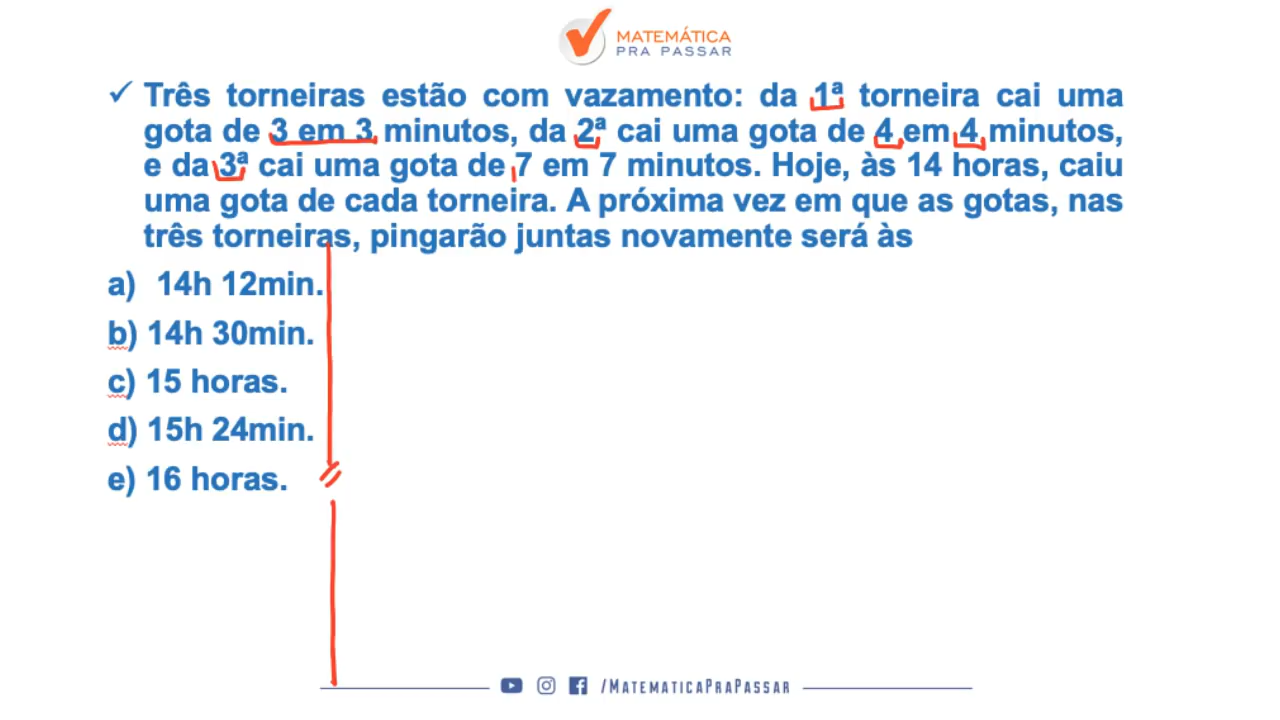 MATEMÁTICA
PRA PASSAR
✓ Três torneiras estão com vazamento: da 1ª torneira cai uma
gota de 3 em 3 minutos, da 2ª cai uma gota de 4 em 4 minutos,
e da 3ª cai uma gota de 7 em 7 minutos. Hoje, às 14 horas, caiu
uma gota de cada torneira. A próxima vez em que as gotas, nas
três torneiras, pingarão juntas novamente será às
a) 14h 12min.
b) 14h 30min.
c) 15 horas.
d) 15h 24min.
e) 16 horas.
/MATEMATICAPRAPASSAR